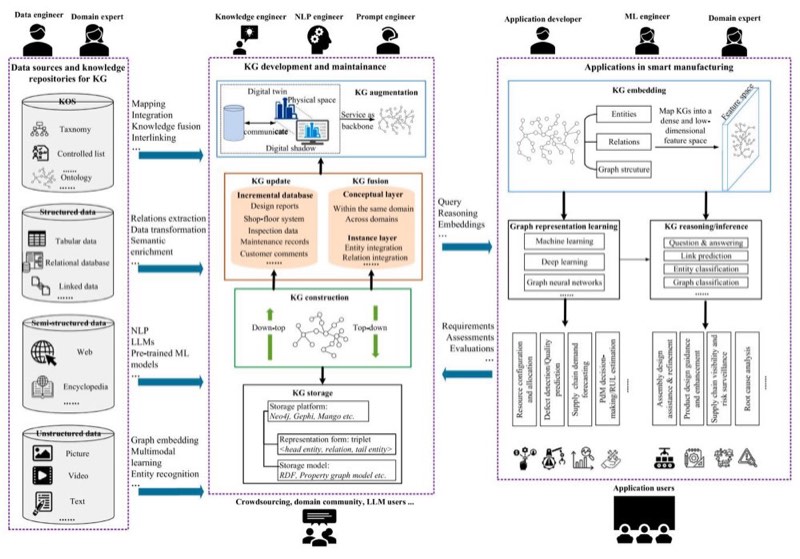 Data engineer
Domain expert
Knowledge engineer
NLP engineer
Prompt engineer
Application developer
ML engineer
Domain expert
Data sources and knowledge
repositories for KG
KOS
Taxnomy
Controlled list
......
Ontology
......
Structured data
Tabular data
Relational database
Linked data
......
Semi-structured data
Web
Encyclopedia
......
Unstructured data
Picture
Video
Text
......
Mapping
Integration
Knowledge fusion
Interlinking
...
Relations extraction
Data transformation
Semantic
enrichment
...
NLP
LLMs
Pre-trained ML
models
...
Graph embedding
Multimodal
learning
Entity recognition
...
KG development and maintainance
Digital twin
Physical space
communicate
Digital shadow
KG augmentation
Service as
backbone
KG update
Incremental database
Design reports
Shop-floor system
Inspection data
Maintenance records
Customer comments
......
KG fusion
Conceptual layer
Within the same domain
Across domains
......
Instance layer
Entity integration
Relation integration
......
KG construction
Down-top
Top-down
KG storage
Storage platform:
Neo4j, Gephi, Mango etc.
Represention form: triplet
<head entity, relation, tail entity>
Storage model:
RDF, Property graph model etc.
Crowdsourcing, domain community, LLM users ...
Query
Reasoning
Embeddings
...
Requirements
Assessments
Evaluations
...
Applications in smart manufacturing
KG embedding
Entities
Relations
Graph strcuture
Map KGs into a
dense and low-
dimensional
feature space
Feature space
Graph representation learning
Machine learning
Deep learning
Graph neural networks
......
KG reasoning/inference
Question & answering
Link prediction
Entity classification
Graph classification
......
Resource configuration
and allocation
Defect detection/Quality
prediction
Supply chain demand
forecasting
PdM decision-
making/RUL estimation
......
Assembly design
assistance & refinement
Product design guidance
and enhancement
Supply chain visibility and
risk surveillance
Root cause analysis
......
Application users